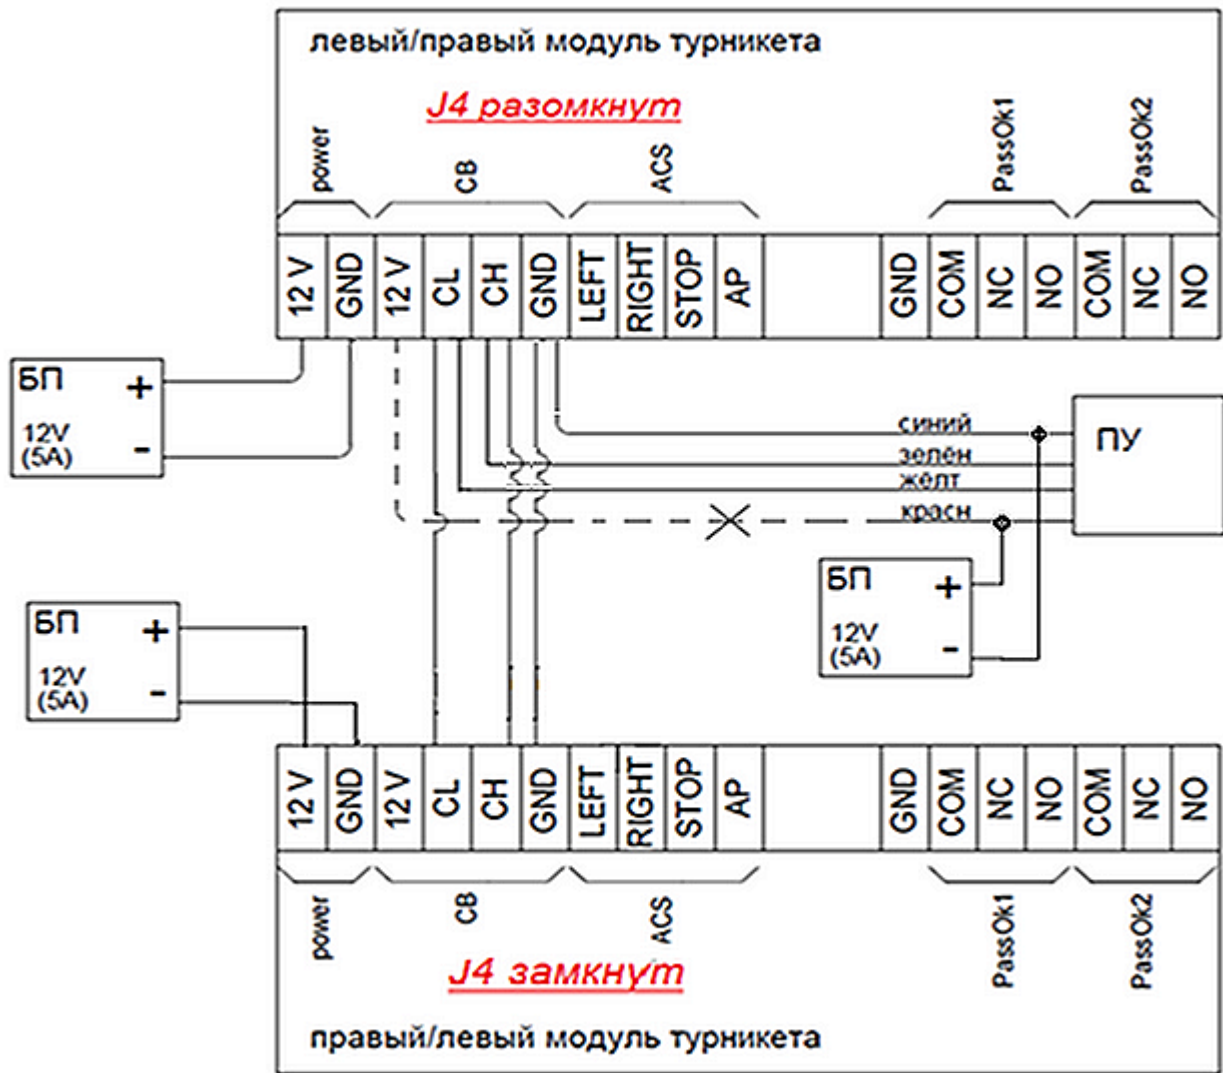 левый/правый модуль турникета
J4 разомкнут
power
CB
ACS
PassOk1
PassOk2
12 V
GND
12 V
CL
CH
GND
LEFT
RIGHT
STOP
AP
GND
COM
NC
NO
COM
NC
NO
БП
+
12V
(5A)
-
синий
зелён
жёлт
красн
ПУ
БП
+
12V
(5A)
-
БП
+
12V
(5A)
-
12 V
GND
12 V
CL
CH
GND
LEFT
RIGHT
STOP
AP
GND
COM
NC
NO
COM
NC
NO
power
CB
ACS
PassOk1
PassOk2
J4 замкнут
правый/левый модуль турникета